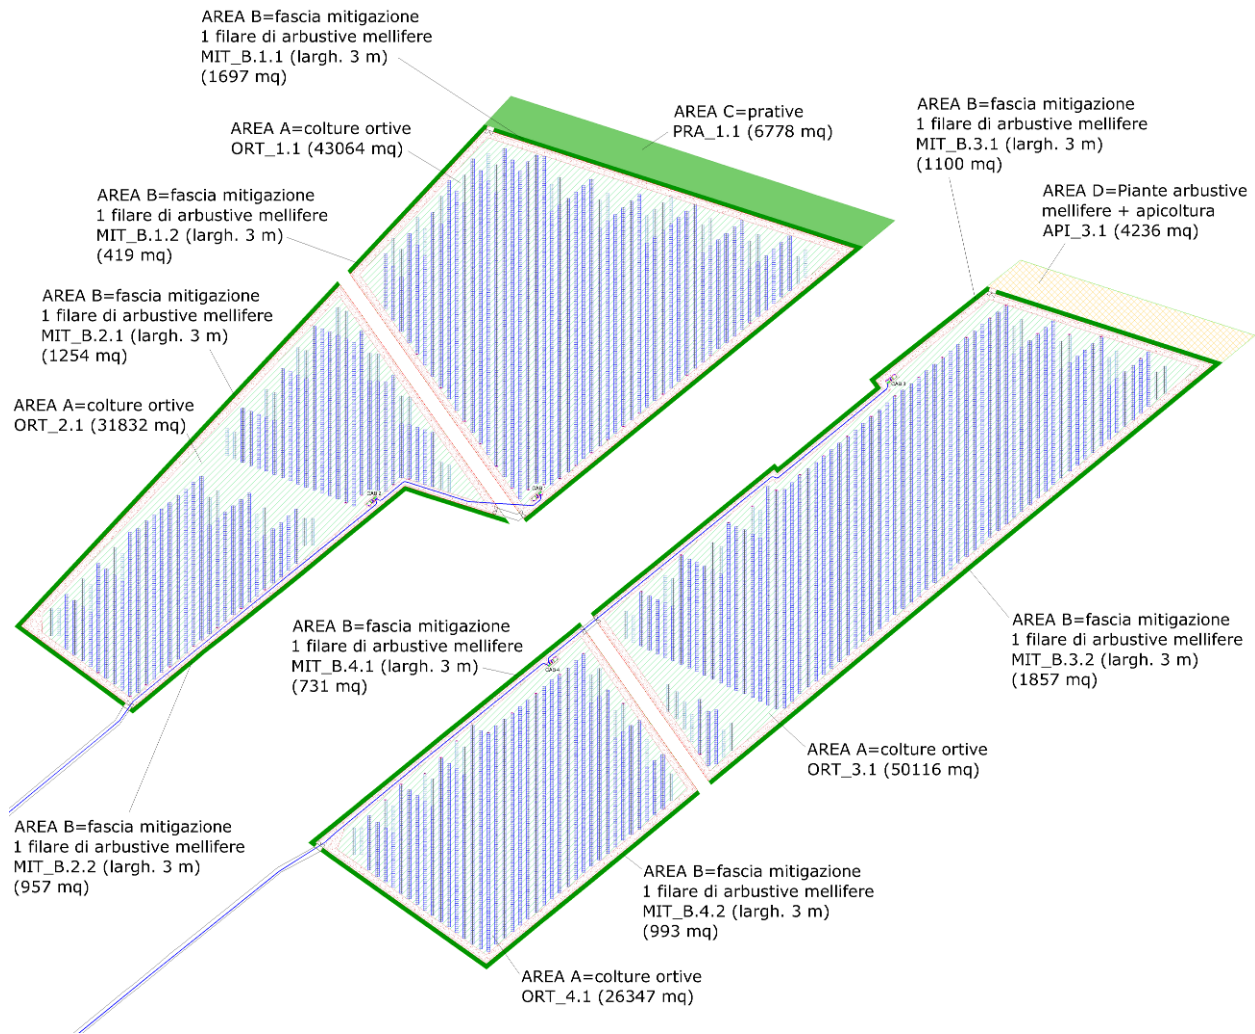 AREA B=fascia mitigazione
1 filare di arbustive mellifere
MIT_B.1.1 (largh. 3 m)
(1697 mq)
AREA C=prative
PRA_1.1 (6778 mq)
AREA B=fascia mitigazione
1 filare di arbustive mellifere
MIT_B.3.1 (largh. 3 m)
(1100 mq)
AREA A=colture ortive
ORT_1.1 (43064 mq)
AREA D=Piante arbustive
mellifere + apicoltura
API_3.1 (4236 mq)
AREA B=fascia mitigazione
1 filare di arbustive mellifere
MIT_B.1.2 (largh. 3 m)
(419 mq)
AREA B=fascia mitigazione
1 filare di arbustive mellifere
MIT_B.2.1 (largh. 3 m)
(1254 mq)
AREA A=colture ortive
ORT_2.1 (31832 mq)
AREA B=fascia mitigazione
1 filare di arbustive mellifere
MIT_B.4.1 (largh. 3 m)
(731 mq)
AREA B=fascia mitigazione
1 filare di arbustive mellifere
MIT_B.3.2 (largh. 3 m)
(1857 mq)
AREA A=colture ortive
ORT_3.1 (50116 mq)
AREA B=fascia mitigazione
1 filare di arbustive mellifere
MIT_B.2.2 (largh. 3 m)
(957 mq)
AREA B=fascia mitigazione
1 filare di arbustive mellifere
MIT_B.4.2 (largh. 3 m)
(993 mq)
AREA A=colture ortive
ORT_4.1 (26347 mq)